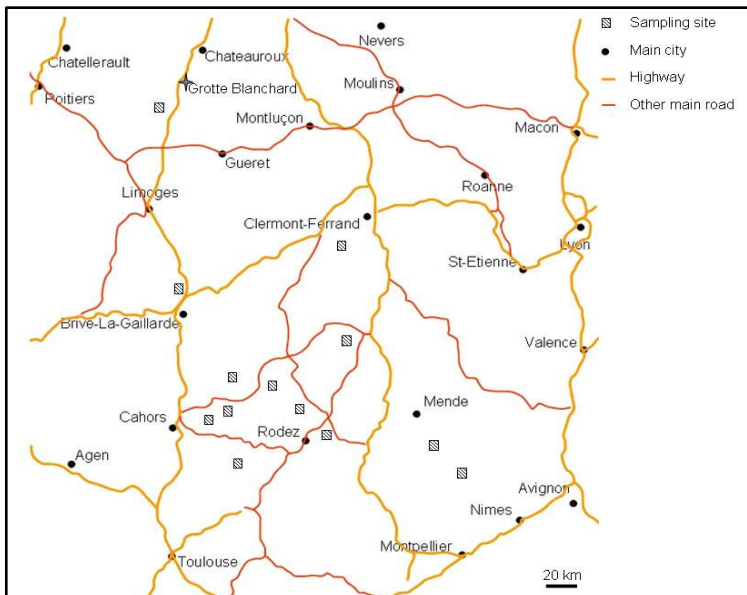 Sampling site
Main city
Highway
Other main road
Nevers
Chateauroux
Chatellerault
Grotte Blanchard
Moulins
Poitiers
Montluçon
Macon
Gueret
Roanne
Limoges
Clermont-Ferrand
Lyon
St-Etienne
Brive-La-Gaillarde
Valence
Mende
Cahors
Rodez
Agen
Avignon
Nimes
Montpellier
Toulouse
20 km